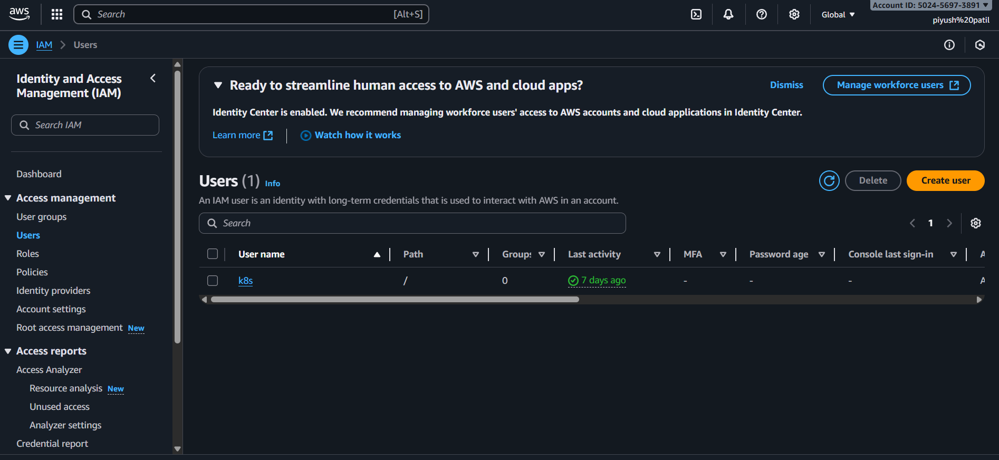 aws
Search
[Alt+S]
Global
Account ID: 5024-5697-3891
piyush%20patil
IAM
Users
Identity and Access
Management (IAM)
Search IAM
Dashboard
Access management
User groups
Users
Roles
Policies
Identity providers
Account settings
Root access management New
Access reports
Access Analyzer
Resource analysis New
Unused access
Analyzer settings
Credential report
Ready to streamline human access to AWS and cloud apps?
Dismiss
Manage workforce users
Identity Center is enabled. We recommend managing workforce users' access to AWS accounts and cloud applications in Identity Center.
Learn more
Watch how it works
Users (1) Info
Delete
Create user
An IAM user is an identity with long-term credentials that is used to interact with AWS in an account.
Search
1
User name Path Groups Last activity MFA Password age Console last sign-in A
k8s / 0 7 days ago - - - A